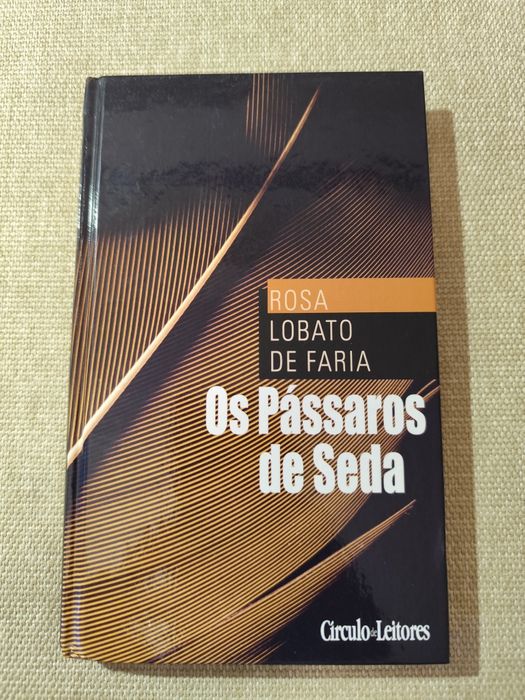 ROSA
LOBATO
DE FARIA
Os Pássaros
de Seda
Círculo de Leitores